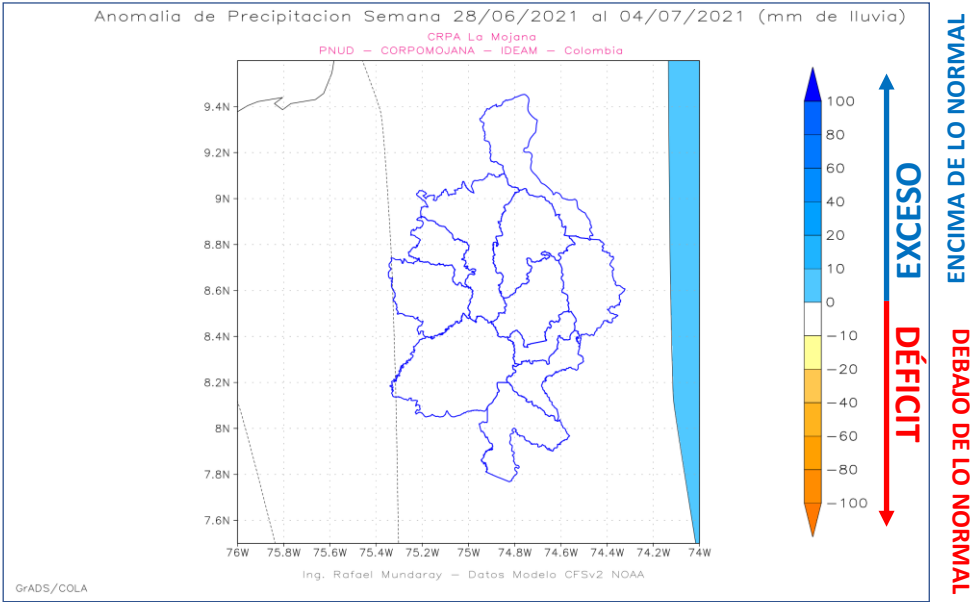 Anomalia de Precipitacion Semana 28/06/2021 al 04/07/2021 (mm de lluvia)
CRPA La Mojana
PNUD – CORPOMOJANA – IDEAM – Colombia
9.4N
9.2N
9N
8.8N
8.6N
8.4N
8.2N
8N
7.8N
7.6N
76W 75.8W 75.6W 75.4W 75.2W 75W 74.8W 74.6W 74.4W 74.2W 74W
100
80
60
40
20
10
0
−10
−20
−40
−60
−80
−100
EXCESO
DÉFICIT
ENCIMA DE LO NORMAL
DEBAJO DE LO NORMAL
Ing. Rafael Mundaray – Datos Modelo CFSv2 NOAA
GrADS/COLA